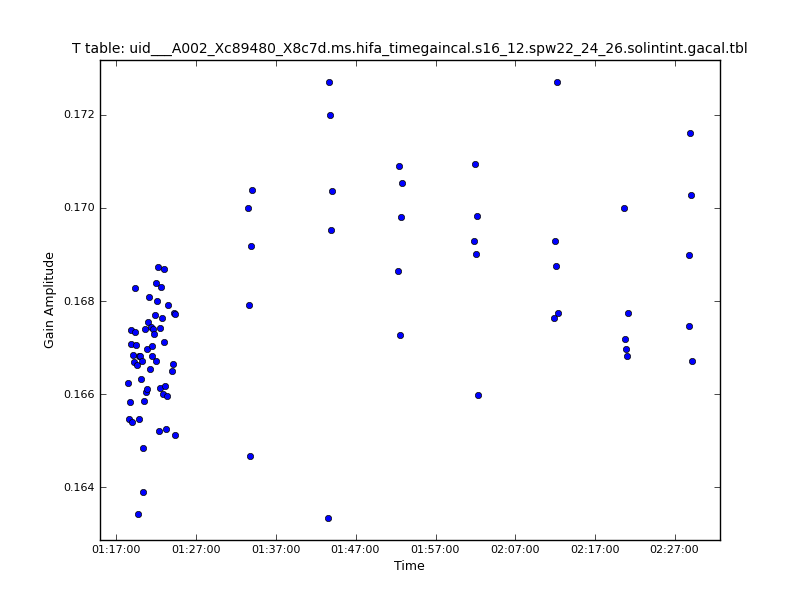 T table: uid___A002_Xc89480_X8c7d.ms.hifa_timegaincal.s16_12.spw22_24_26.solintint.gacal.tbl
0.172
0.170
0.168
0.166
0.164
Gain Amplitude
01:17:00 01:27:00 01:37:00 01:47:00 01:57:00 02:07:00 02:17:00 02:27:00
Time